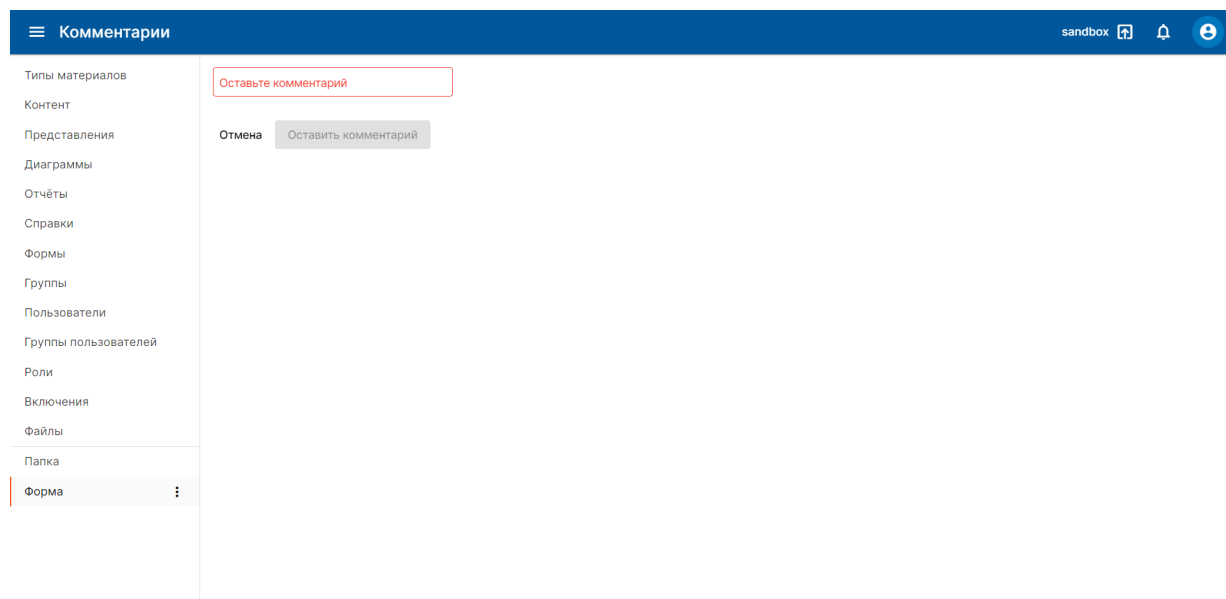 Комментарии
sandbox
Типы материалов
Контент
Представления
Диаграммы
Отчёты
Справки
Формы
Группы
Пользователи
Группы пользователей
Роли
Включения
Файлы
Папка
Форма
Оставьте комментарий
Отмена
Оставить комментарий